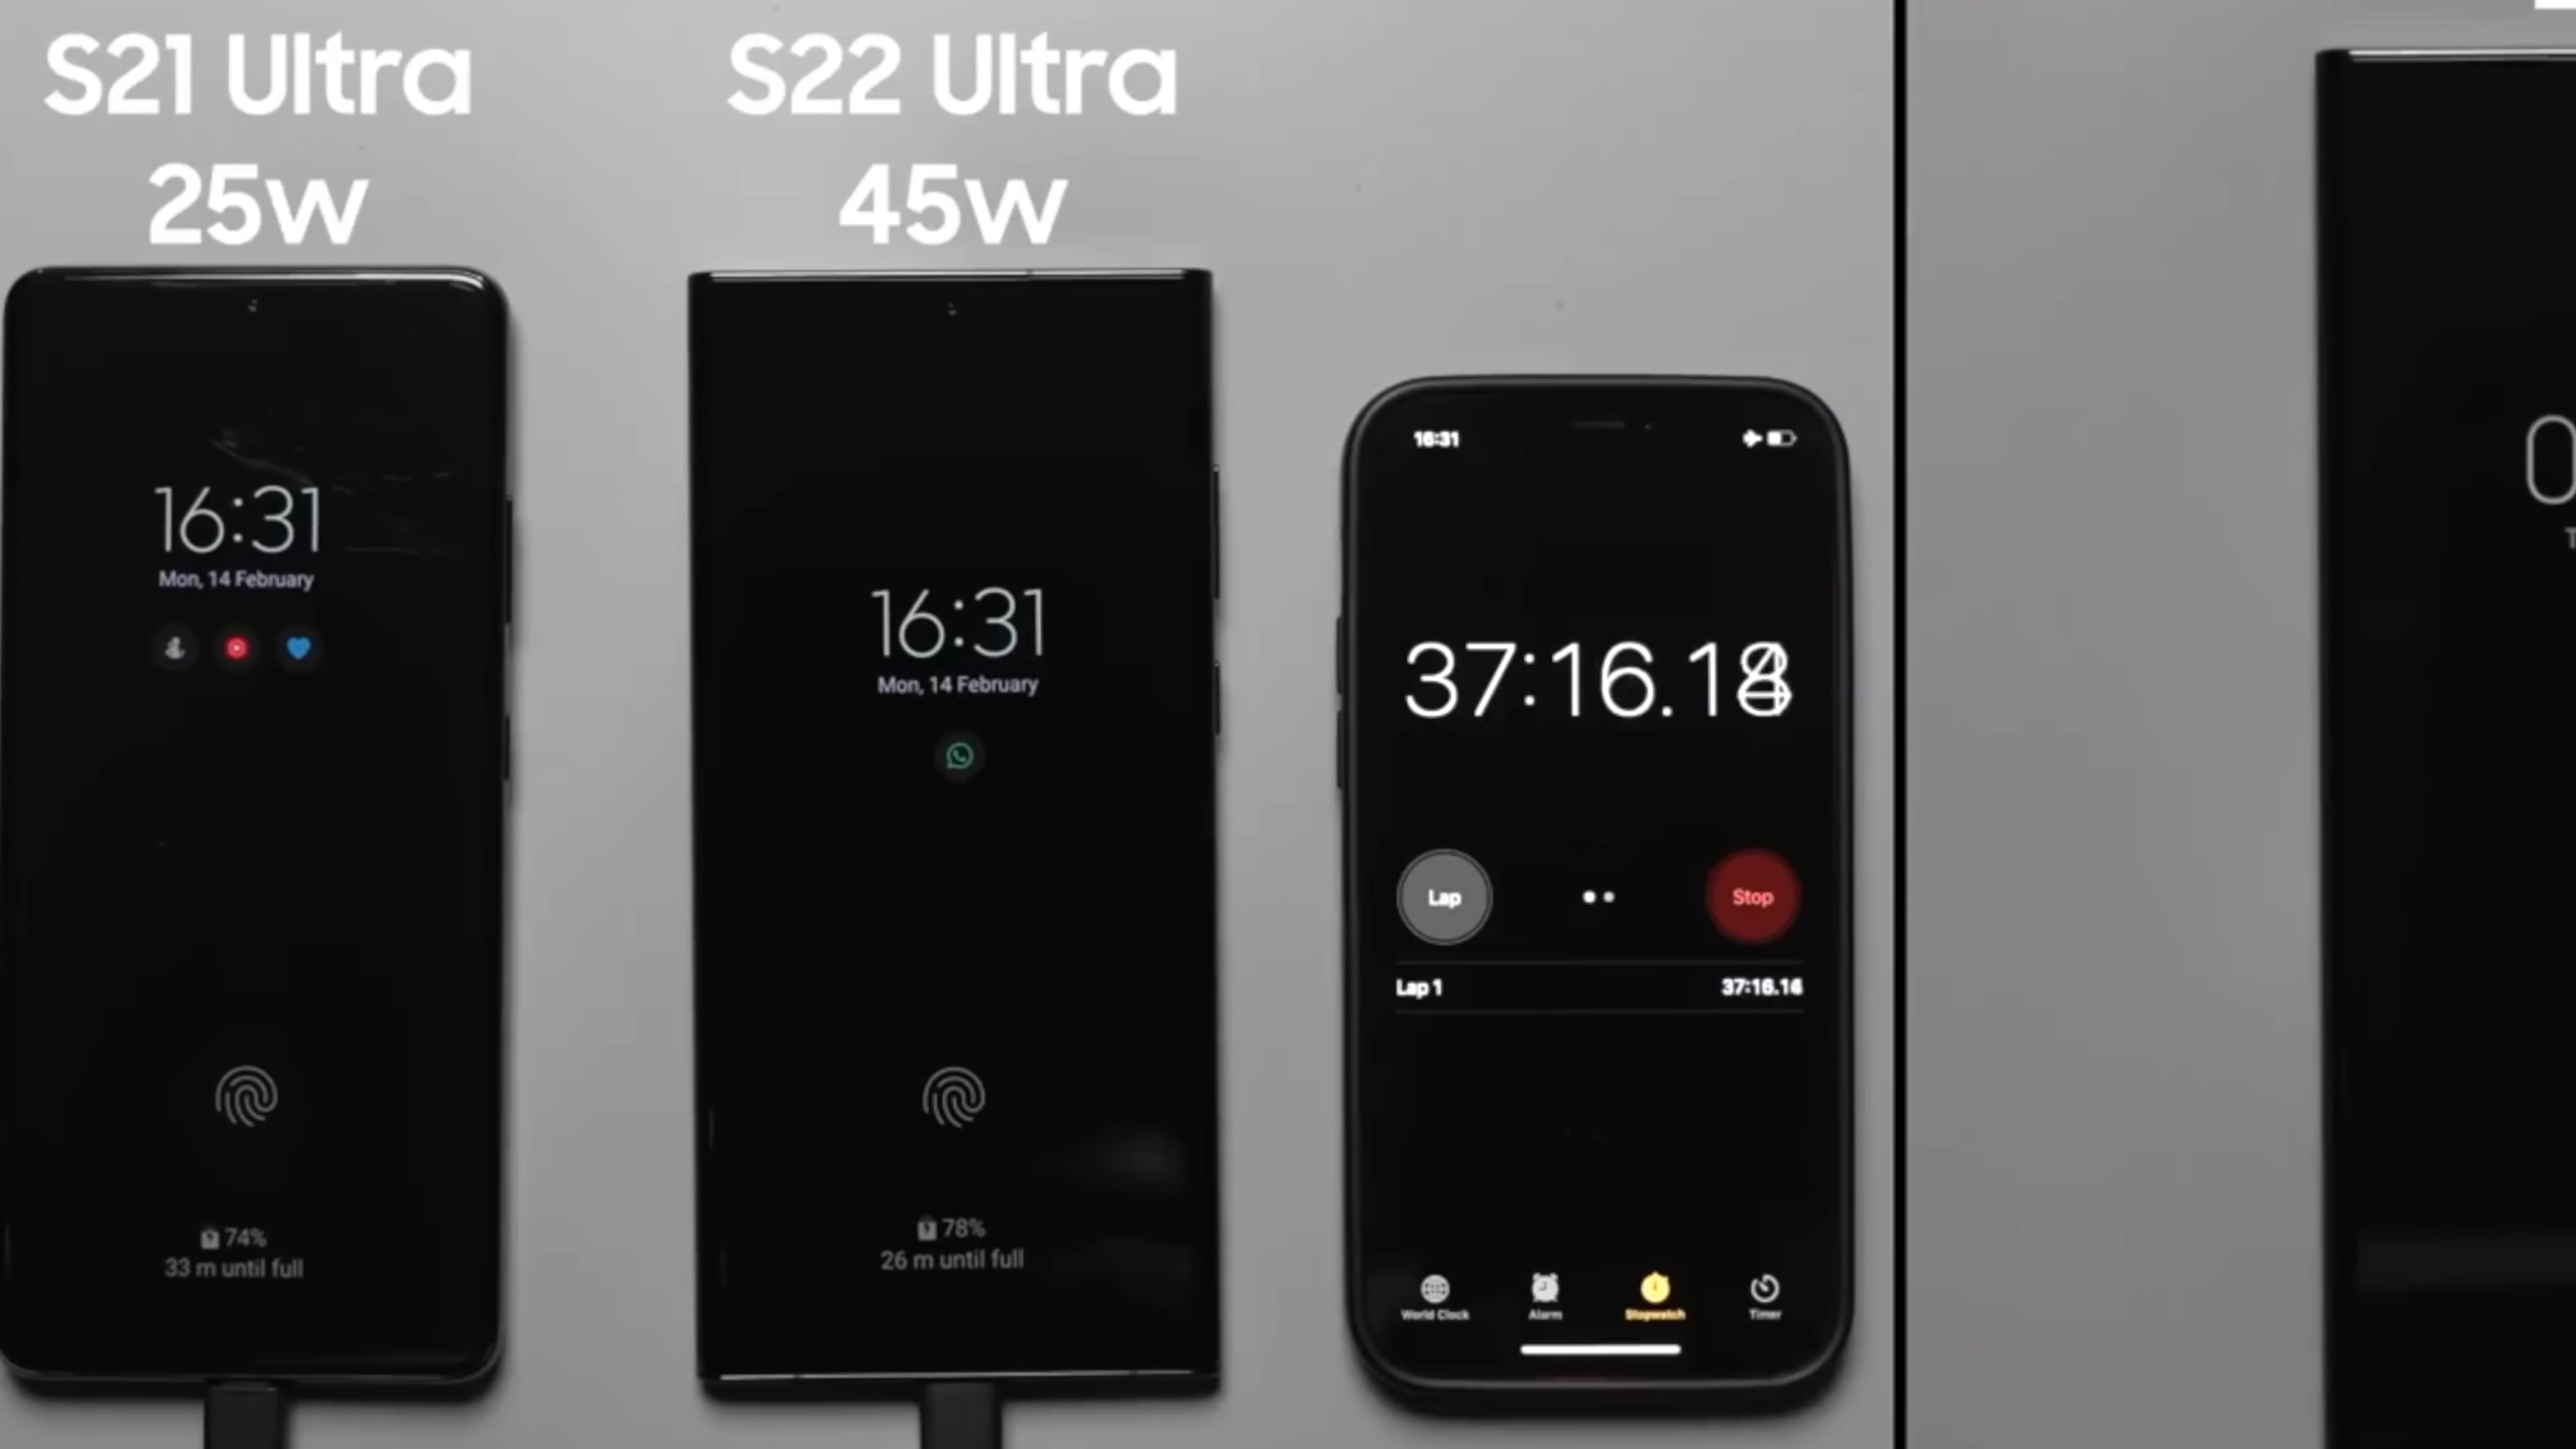 S21 Ultra
25W
16:31
Mon, 14 February
74%
33 m until full
S22 Ultra
45W
16:31
Mon, 14 February
78%
26 m until full
16:31
37:16.1
Lap
Stop
Lap 1
37:16.14
World Clock
Alarm
Stopwatch
Timer